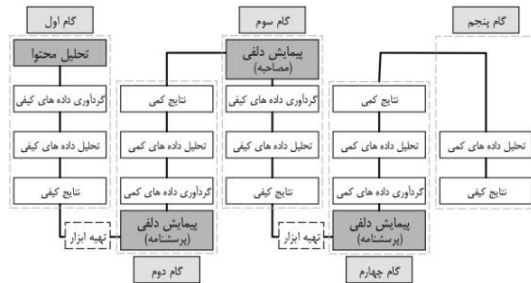 گام اول
گام سوم
گام پنجم
تحلیل محتوا
پیمایش دلفی
(مصاحبه)
گردآوری داده های کیفی
نتایج کمی
گردآوری داده های کیفی
نتایج کمی
تحلیل داده های کیفی
تحلیل داده های کمی
تحلیل داده های کیفی
تحلیل داده های کمی
تحلیل داده های کمی
نتایج کیفی
گردآوری داده های کمی
نتایج کیفی
گردآوری داده های کمی
نتایج کیفی
تهیه ابزار
پیمایش دلفی
(پرسشنامه)
تهیه ابزار
پیمایش دلفی
(پرسشنامه)
گام دوم
گام چهارم